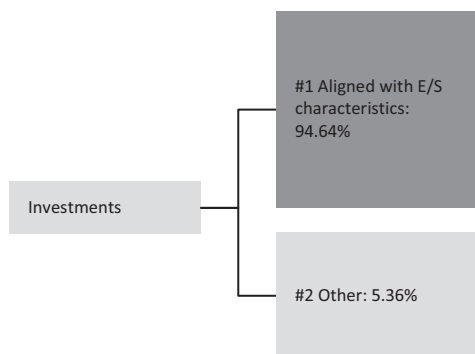 #1 Aligned with E/S
characteristics:
94.64%
Investments
#2 Other: 5.36%